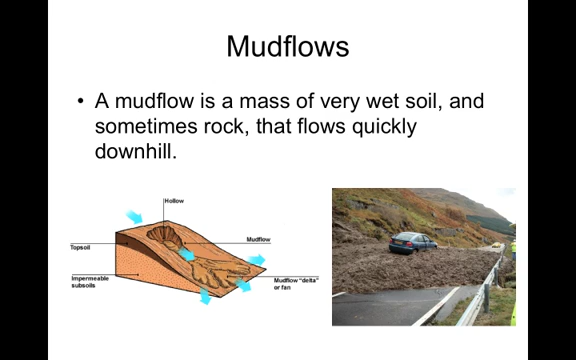 Mudflows
• A mudflow is a mass of very wet soil, and
sometimes rock, that flows quickly
downhill.
Hollow
Topsoil
Mudflow
Impermeable
subsoils
Mudflow "delta"
or fan